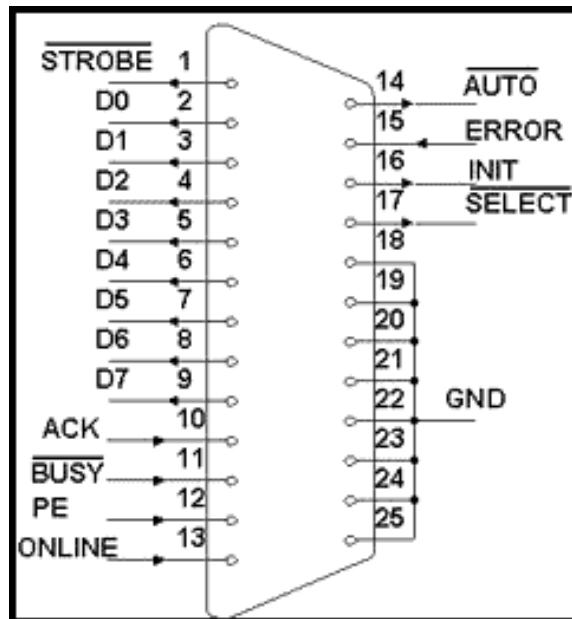 STROBE 1
D0 2
D1 3
D2 4
D3 5
D4 6
D5 7
D6 8
D7 9
ACK 10
BUSY 11
PE 12
ONLINE 13
14 AUTO
15 ERROR
16 INIT
17 SELECT
18
19
20
21
22 GND
23
24
25